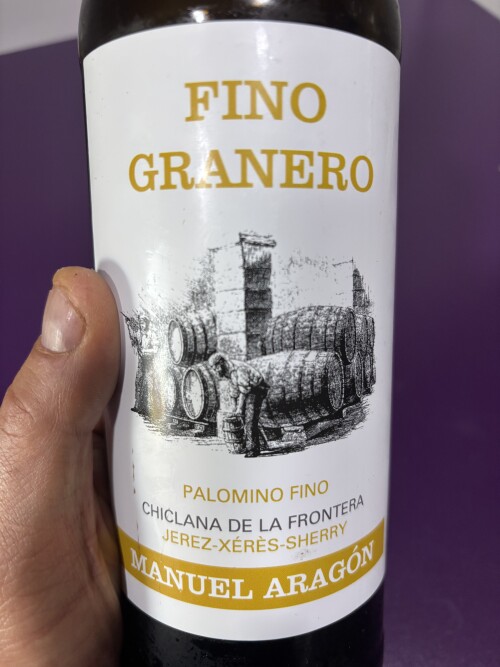 FINO
GRANERO
PALOMINO FINO
CHICLANA DE LA FRONTERA
JEREZ-XÉRÈS-SHERRY
MANUEL ARAGÓN